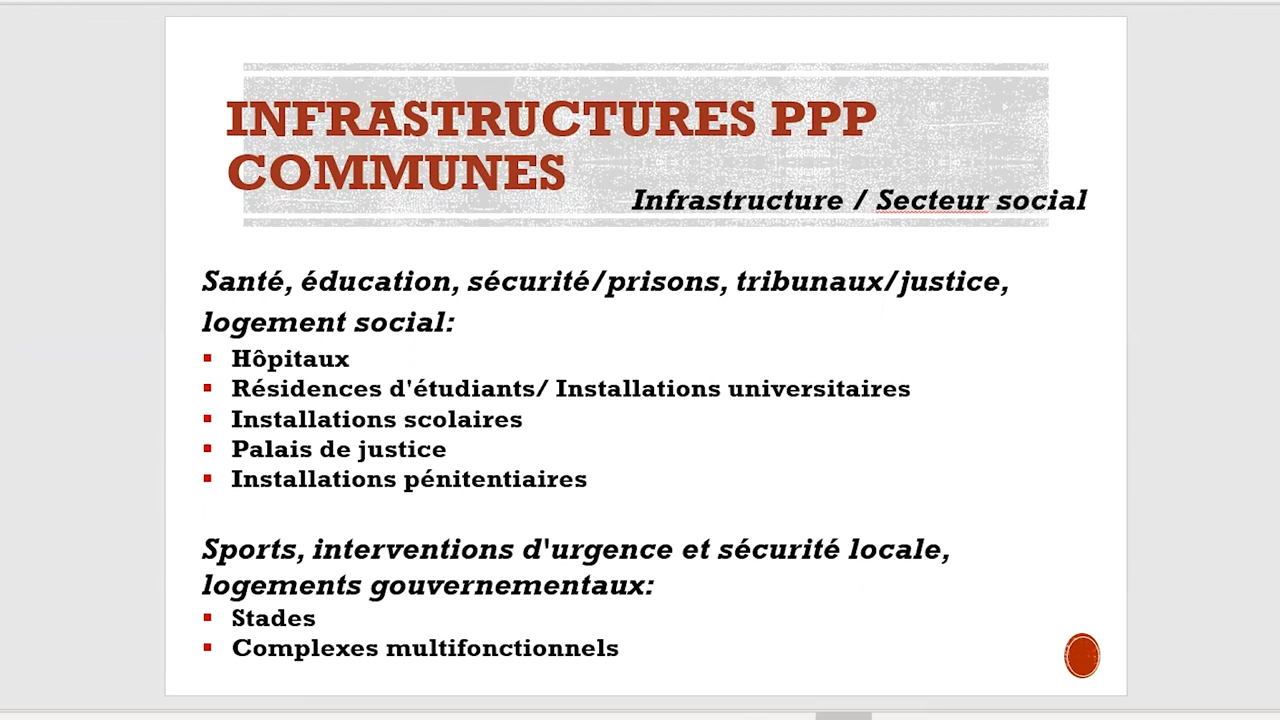 INFRASTRUCTURES PPP
COMMUNES
Infrastructure / Secteur social
Santé, éducation, sécurité/prisons, tribunaux/justice,
logement social:
Hôpitaux
Résidences d'étudiants/ Installations universitaires
Installations scolaires
Palais de justice
Installations pénitentiaires
Sports, interventions d'urgence et sécurité locale,
logements gouvernementaux:
Stades
Complexes multifonctionnels